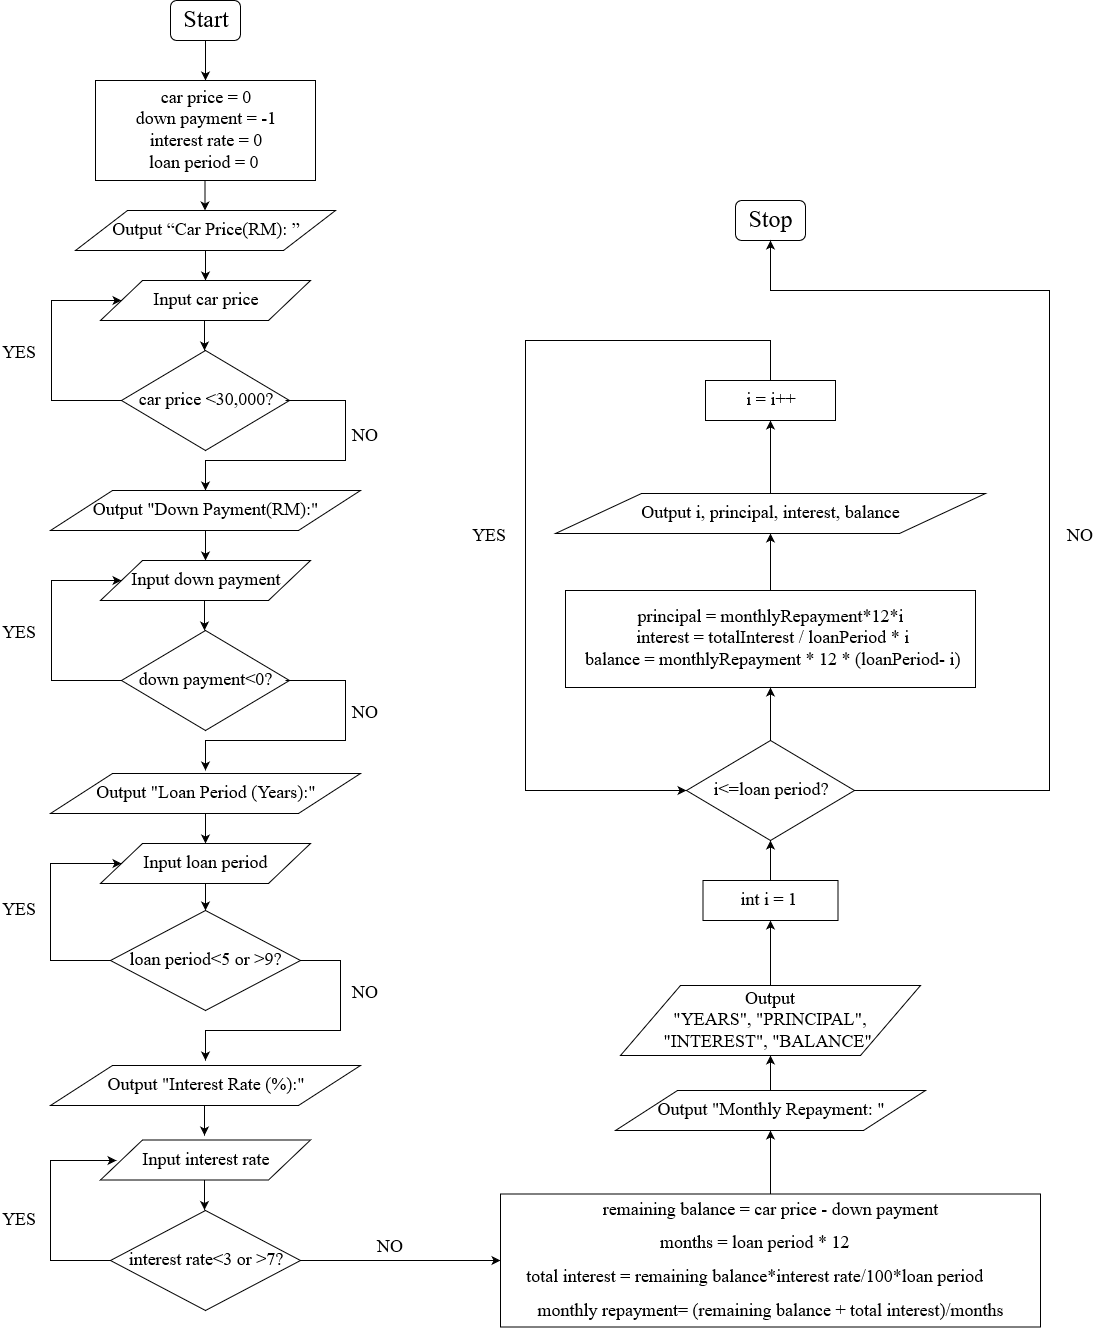 Start
car price = 0
down payment = -1
interest rate = 0
loan period = 0
Output “Car Price(RM): ”
Input car price
YES
car price <30,000?
NO
Output "Down Payment(RM):"
Input down payment
YES
down payment<0?
NO
Output "Loan Period (Years):"
Input loan period
YES
loan period<5 or >9?
NO
Output "Interest Rate (%):"
Input interest rate
YES
interest rate<3 or >7?
NO
remaining balance = car price - down payment
months = loan period * 12
total interest = remaining balance*interest rate/100*loan period
monthly repayment= (remaining balance + total interest)/months
Output "Monthly Repayment: "
Output
"YEARS", "PRINCIPAL",
"INTEREST", "BALANCE"
int i = 1
i<=loan period?
principal = monthlyRepayment*12*i
interest = totalInterest / loanPeriod * i
balance = monthlyRepayment * 12 * (loanPeriod- i)
Output i, principal, interest, balance
i = i++
YES
NO
Stop